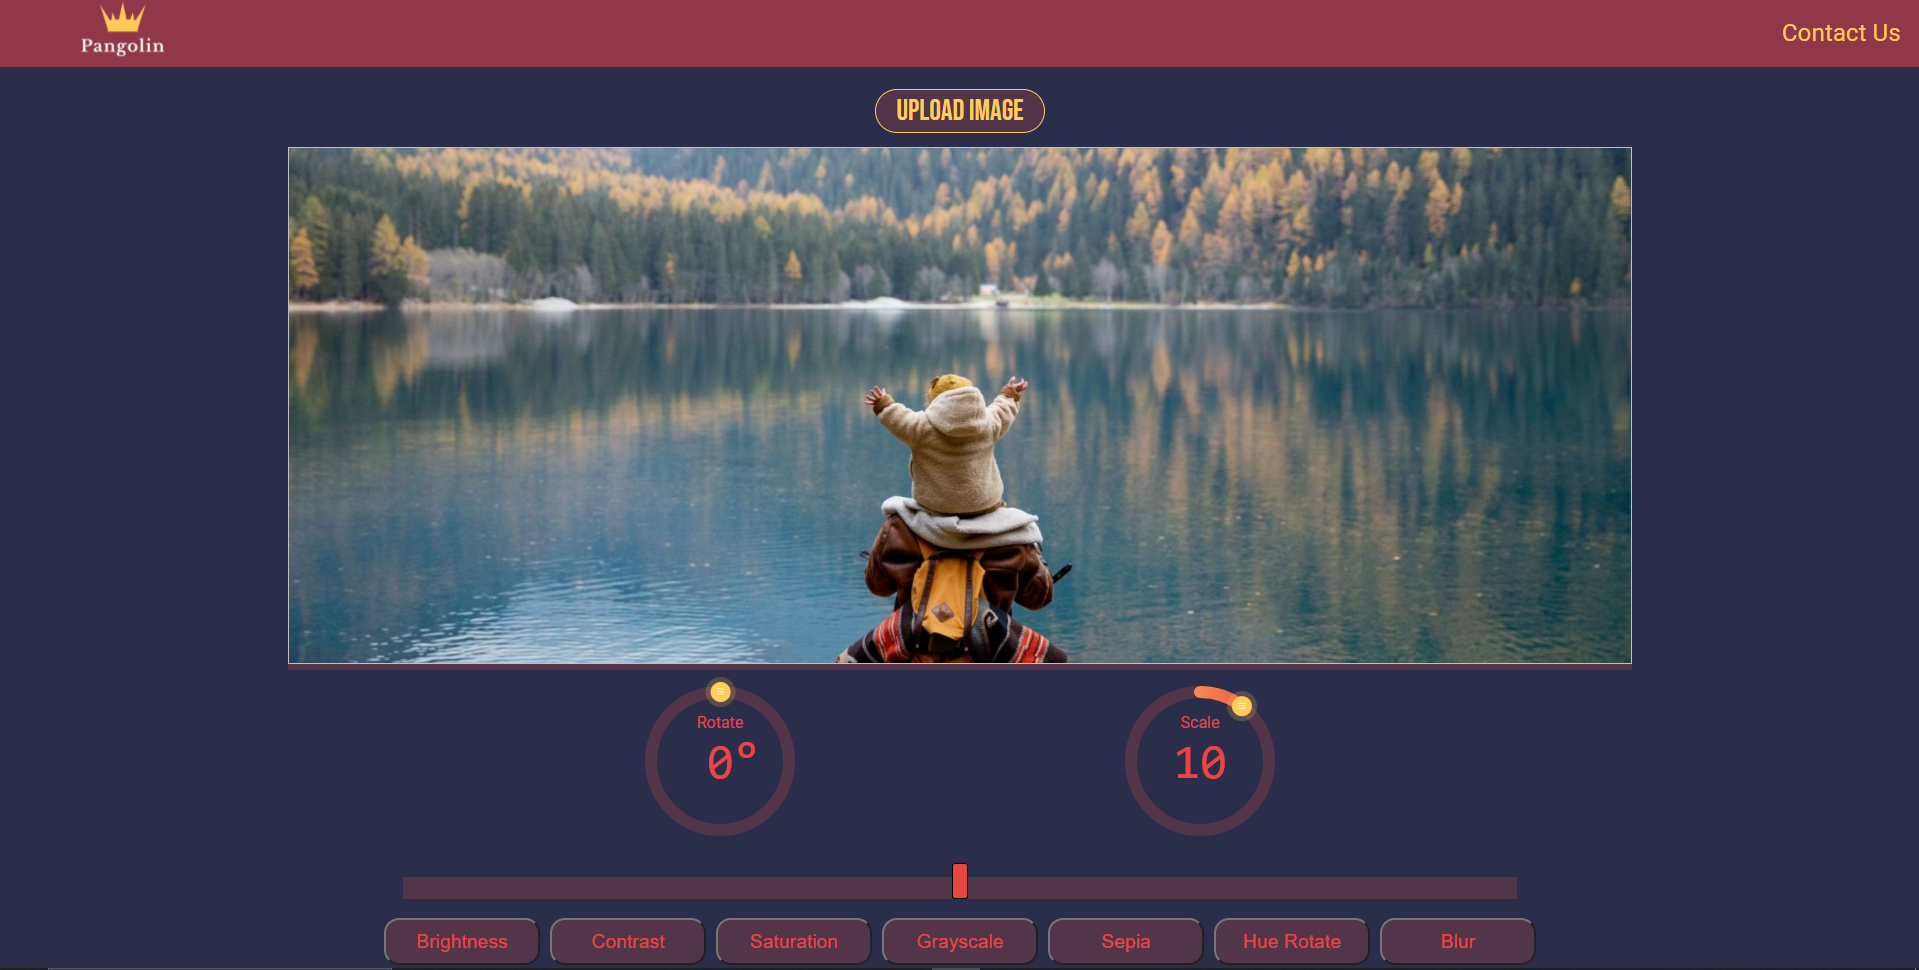 Pangolin
Contact Us
UPLOAD IMAGE
Rotate
0°
Scale
10
Brightness
Contrast
Saturation
Grayscale
Sepia
Hue Rotate
Blur